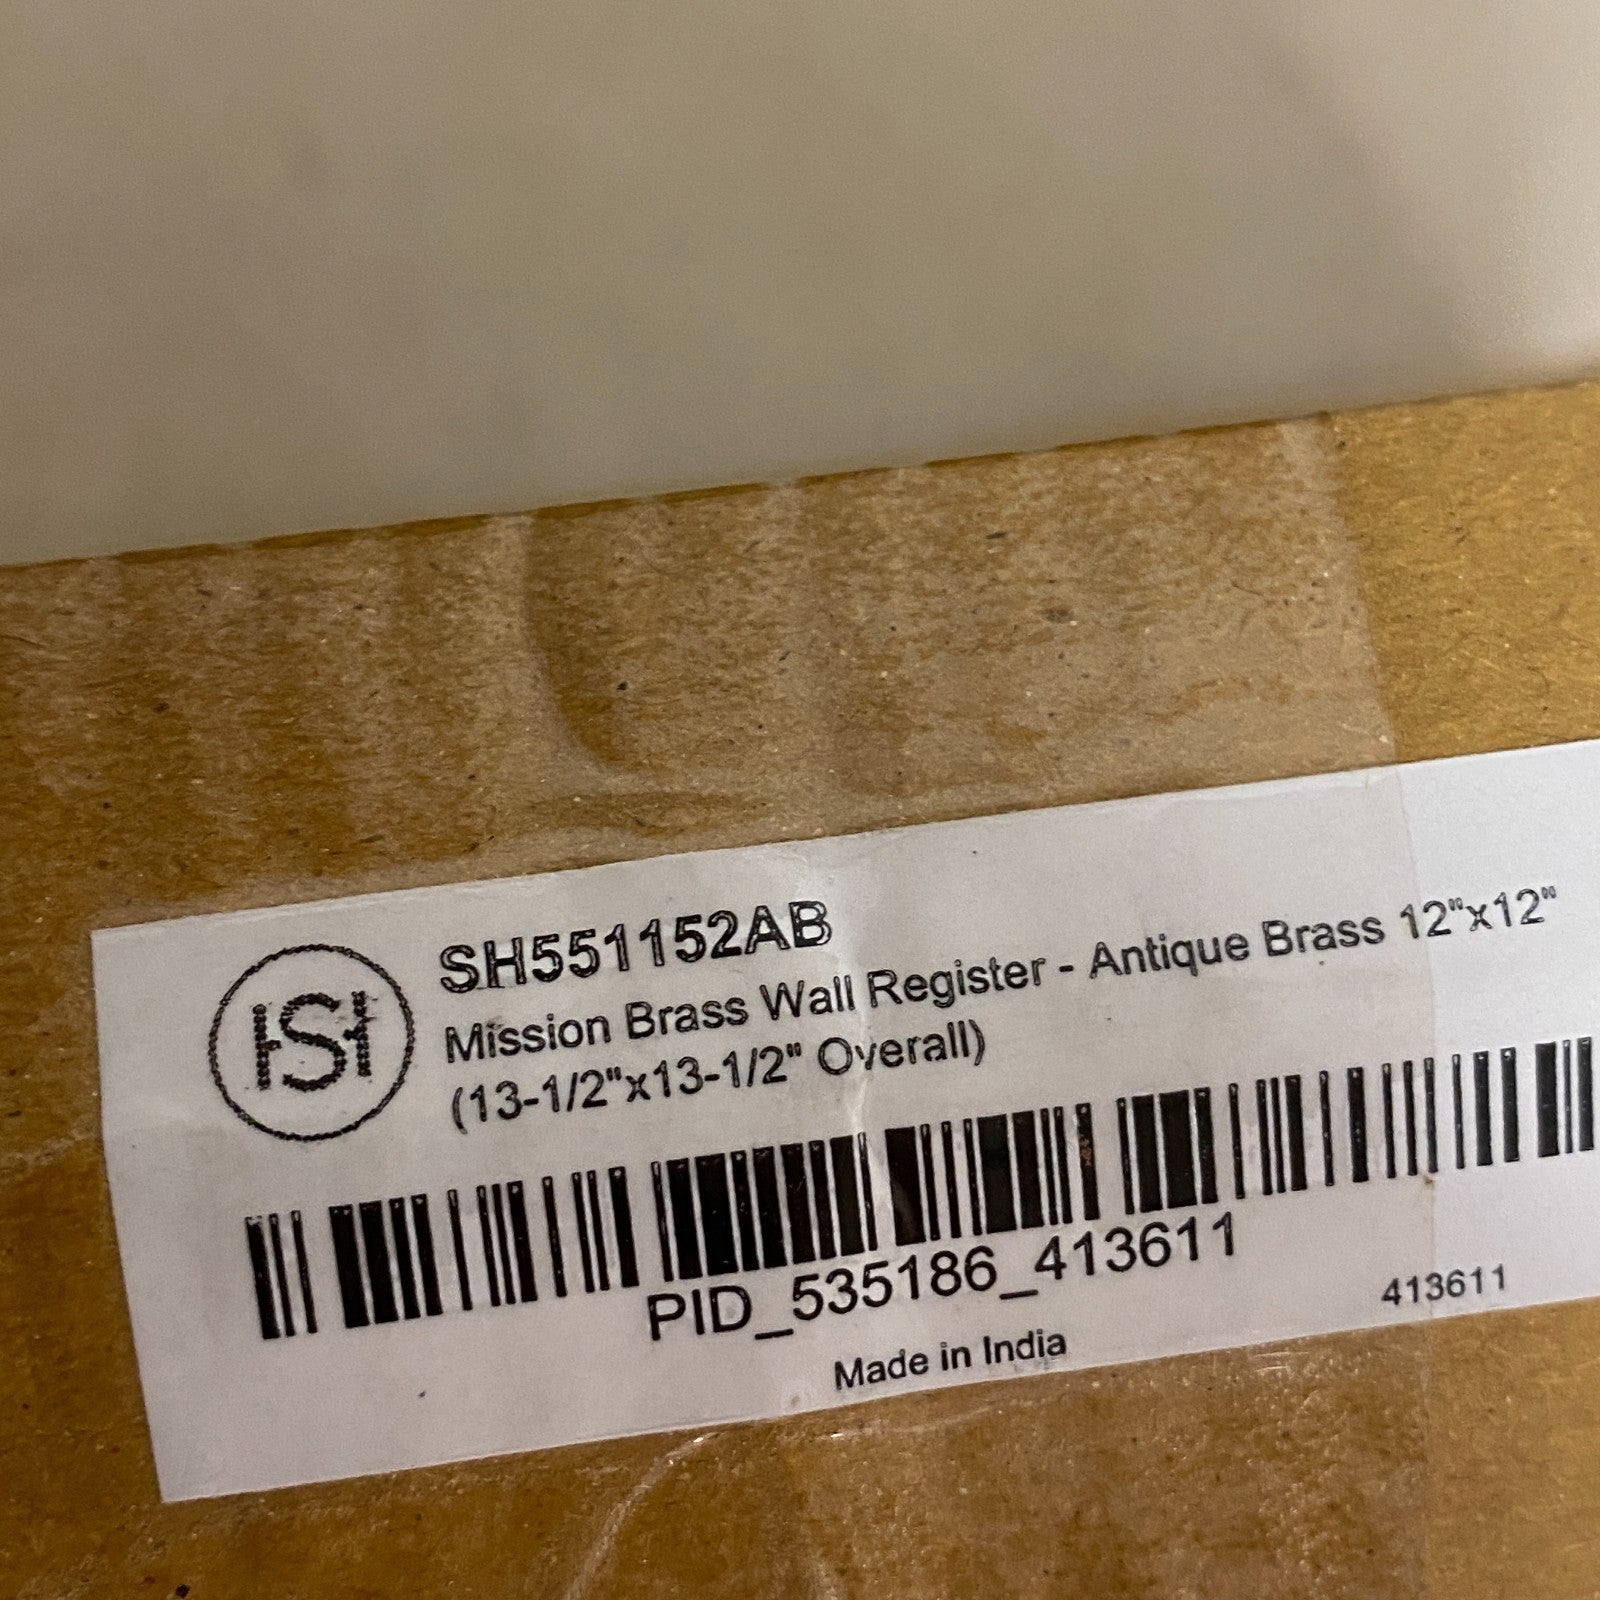 HSH
SH551152AB
Mission Brass Wall Register - Antique Brass 12"x12"
(13-1/2"x13-1/2" Overall)
PID_535186_413611
413611
Made in India